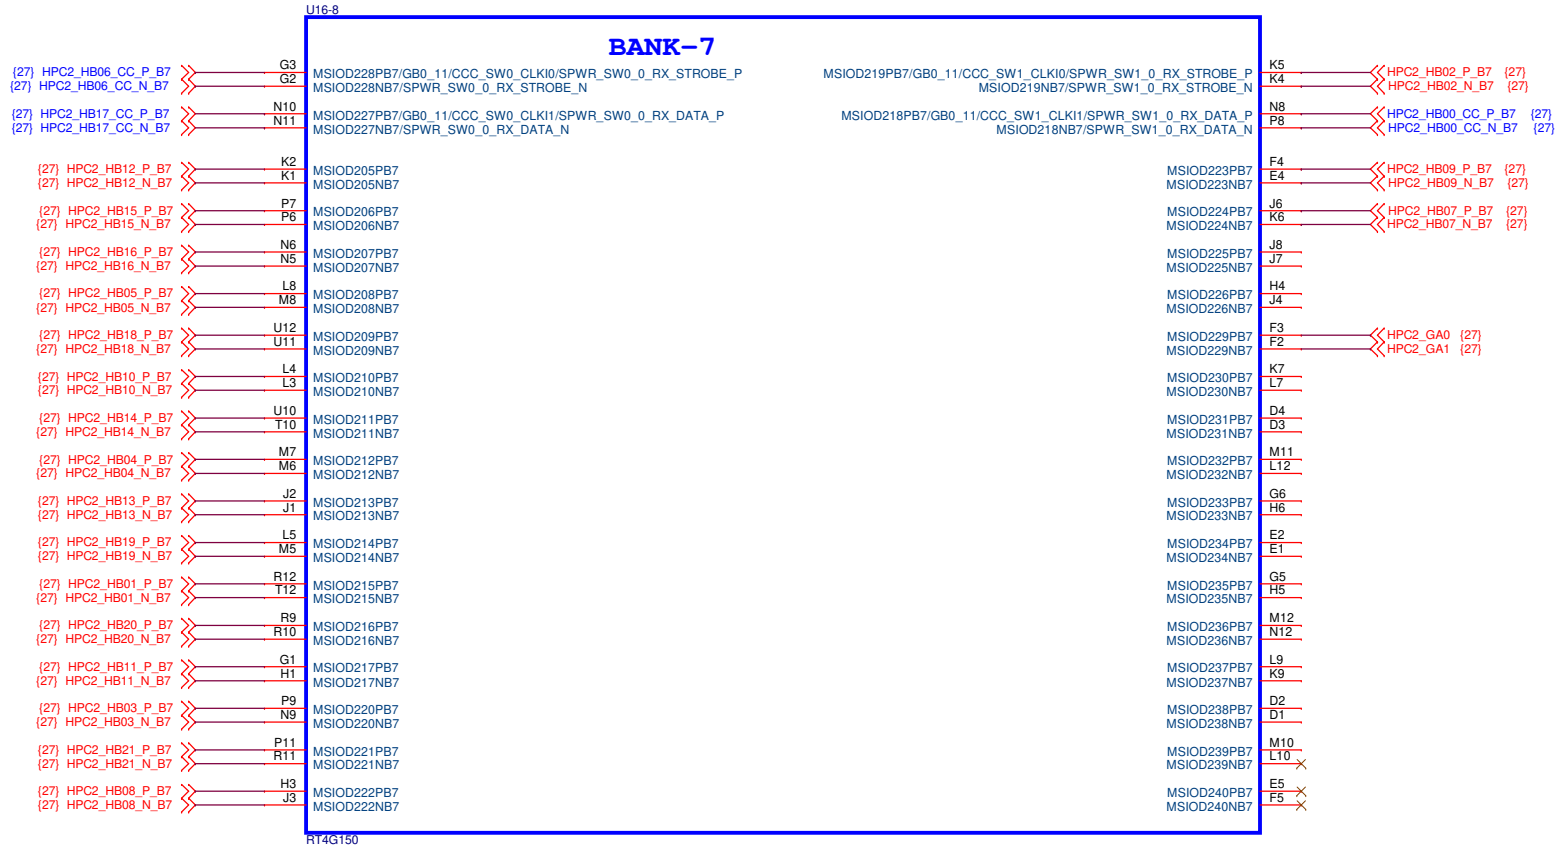 U16-8
BANK-7
{27} HPC2_HB06_CC_P_B7 G3 MSIOD228PB7/GB0_11/CCC_SW0_CLKI0/SPWR_SW0_0_RX_STROBE_P MSIOD219PB7/GB0_11/CCC_SW1_CLKI0/SPWR_SW1_0_RX_STROBE_P K5 HPC2_HB02_P_B7 {27}
{27} HPC2_HB06_CC_N_B7 G2 MSIOD228NB7/SPWR_SW0_0_RX_STROBE_N MSIOD219NB7/SPWR_SW1_0_RX_STROBE_N K4 HPC2_HB02_N_B7 {27}
{27} HPC2_HB17_CC_P_B7 N10 MSIOD227PB7/GB0_11/CCC_SW0_CLKI1/SPWR_SW0_0_RX_DATA_P MSIOD218PB7/GB0_11/CCC_SW1_CLKI1/SPWR_SW1_0_RX_DATA_P N8 HPC2_HB00_CC_P_B7 {27}
{27} HPC2_HB17_CC_N_B7 N11 MSIOD227NB7/SPWR_SW0_0_RX_DATA_N MSIOD218NB7/SPWR_SW1_0_RX_DATA_N P8 HPC2_HB00_CC_N_B7 {27}
{27} HPC2_HB12_P_B7 K2 MSIOD205PB7 MSIOD223PB7 F4 HPC2_HB09_P_B7 {27}
{27} HPC2_HB12_N_B7 K1 MSIOD205NB7 MSIOD223NB7 E4 HPC2_HB09_N_B7 {27}
{27} HPC2_HB15_P_B7 P7 MSIOD206PB7 MSIOD224PB7 J6 HPC2_HB07_P_B7 {27}
{27} HPC2_HB15_N_B7 P6 MSIOD206NB7 MSIOD224NB7 K6 HPC2_HB07_N_B7 {27}
{27} HPC2_HB16_P_B7 N6 MSIOD207PB7 MSIOD225PB7 J8
{27} HPC2_HB16_N_B7 N5 MSIOD207NB7 MSIOD225NB7 J7
{27} HPC2_HB05_P_B7 L8 MSIOD208PB7 MSIOD226PB7 H4
{27} HPC2_HB05_N_B7 M8 MSIOD208NB7 MSIOD226NB7 J4
{27} HPC2_HB18_P_B7 U12 MSIOD209PB7 MSIOD229PB7 F3 HPC2_GA0 {27}
{27} HPC2_HB18_N_B7 U11 MSIOD209NB7 MSIOD229NB7 F2 HPC2_GA1 {27}
{27} HPC2_HB10_P_B7 L4 MSIOD210PB7 MSIOD230PB7 K7
{27} HPC2_HB10_N_B7 L3 MSIOD210NB7 MSIOD230NB7 L7
{27} HPC2_HB14_P_B7 U10 MSIOD211PB7 MSIOD231PB7 D4
{27} HPC2_HB14_N_B7 T10 MSIOD211NB7 MSIOD231NB7 D3
{27} HPC2_HB04_P_B7 M7 MSIOD212PB7 MSIOD232PB7 M11
{27} HPC2_HB04_N_B7 M6 MSIOD212NB7 MSIOD232NB7 L12
{27} HPC2_HB13_P_B7 J2 MSIOD213PB7 MSIOD233PB7 G6
{27} HPC2_HB13_N_B7 J1 MSIOD213NB7 MSIOD233NB7 H6
{27} HPC2_HB19_P_B7 L5 MSIOD214PB7 MSIOD234PB7 E2
{27} HPC2_HB19_N_B7 M5 MSIOD214NB7 MSIOD234NB7 E1
{27} HPC2_HB01_P_B7 R12 MSIOD215PB7 MSIOD235PB7 G5
{27} HPC2_HB01_N_B7 T12 MSIOD215NB7 MSIOD235NB7 H5
{27} HPC2_HB20_P_B7 R9 MSIOD216PB7 MSIOD236PB7 M12
{27} HPC2_HB20_N_B7 R10 MSIOD216NB7 MSIOD236NB7 N12
{27} HPC2_HB11_P_B7 G1 MSIOD217PB7 MSIOD237PB7 L9
{27} HPC2_HB11_N_B7 H1 MSIOD217NB7 MSIOD237NB7 K9
{27} HPC2_HB03_P_B7 P9 MSIOD220PB7 MSIOD238PB7 D2
{27} HPC2_HB03_N_B7 N9 MSIOD220NB7 MSIOD238NB7 D1
{27} HPC2_HB21_P_B7 P11 MSIOD221PB7 MSIOD239PB7 M10
{27} HPC2_HB21_N_B7 R11 MSIOD221NB7 MSIOD239NB7 L10
{27} HPC2_HB08_P_B7 H3 MSIOD222PB7 MSIOD240PB7 E5
{27} HPC2_HB08_N_B7 J3 MSIOD222NB7 MSIOD240NB7 F5
RT4G150